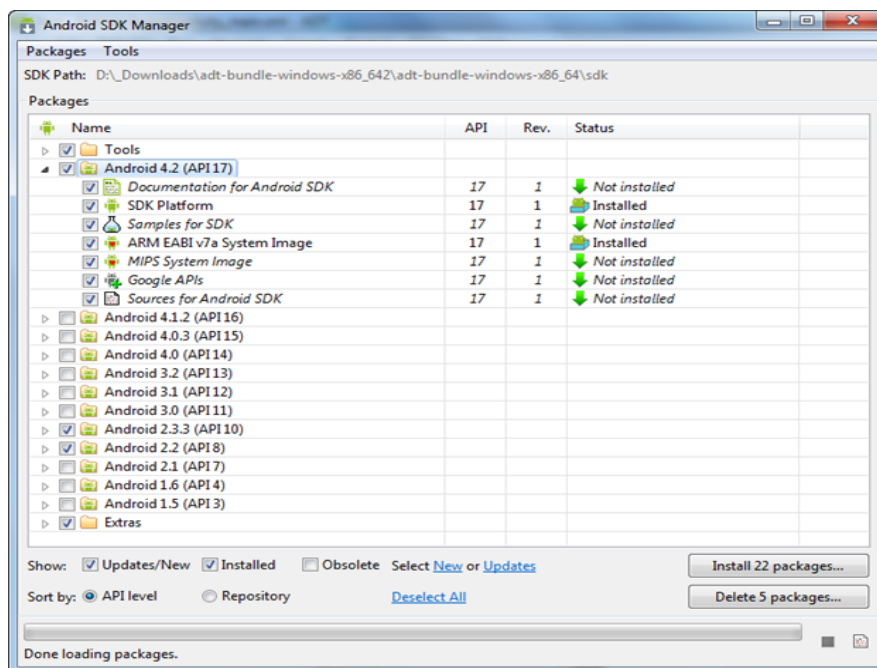 Android SDK Manager
Packages Tools
SDK Path: D:\_Downloads\adt-bundle-windows-x86_642\adt-bundle-windows-x86_64\sdk
Packages
Name API Rev. Status
Tools
Android 4.2 (API 17)
Documentation for Android SDK 17 1 Not installed
SDK Platform 17 1 Installed
Samples for SDK 17 1 Not installed
ARM EABI v7a System Image 17 1 Installed
MIPS System Image 17 1 Not installed
Google APIs 17 1 Not installed
Sources for Android SDK 17 1 Not installed
Android 4.1.2 (API 16)
Android 4.0.3 (API 15)
Android 4.0 (API 14)
Android 3.2 (API 13)
Android 3.1 (API 12)
Android 3.0 (API 11)
Android 2.3.3 (API 10)
Android 2.2 (API 8)
Android 2.1 (API 7)
Android 1.6 (API 4)
Android 1.5 (API 3)
Extras
Show: Updates/New Installed Obsolete Select New or Updates Install 22 packages...
Sort by: API level Repository Deselect All Delete 5 packages...
Done loading packages.